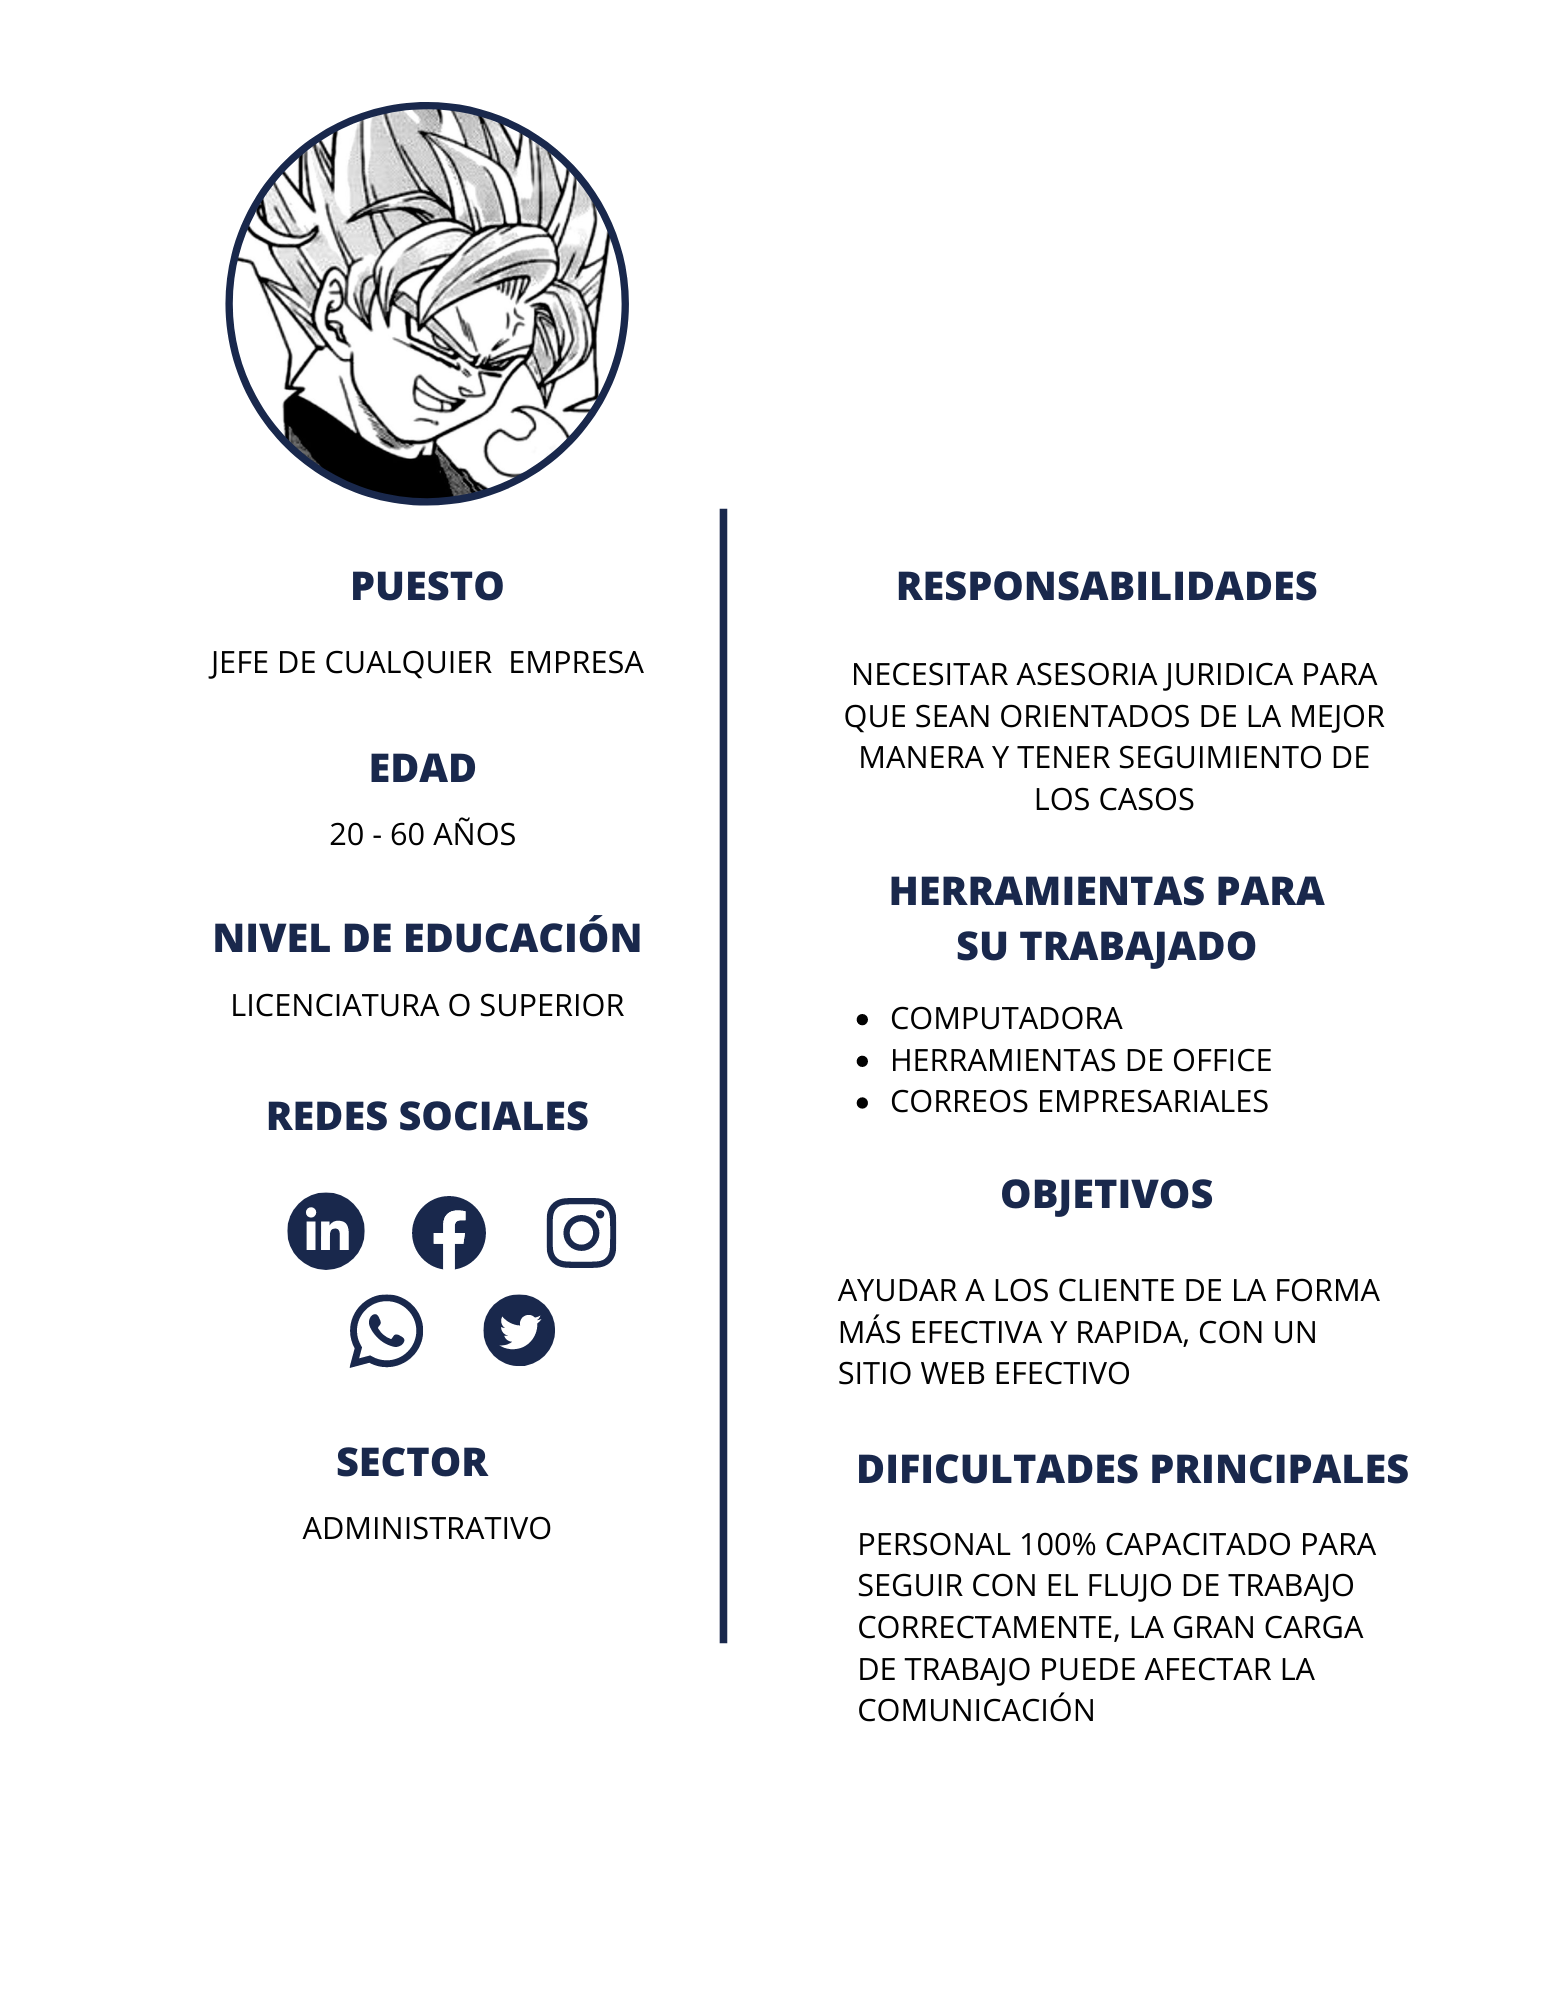 PUESTO
JEFE DE CUALQUIER  EMPRESA
EDAD
20 - 60 AÑOS
NIVEL DE EDUCACIÓN
LICENCIATURA O SUPERIOR
REDES SOCIALES
in
SECTOR
ADMINISTRATIVO
RESPONSABILIDADES
NECESITAR ASESORIA JURIDICA PARA
QUE SEAN ORIENTADOS DE LA MEJOR
MANERA Y TENER SEGUIMIENTO DE
LOS CASOS
HERRAMIENTAS PARA
SU TRABAJADO
• COMPUTADORA
• HERRAMIENTAS DE OFFICE
• CORREOS EMPRESARIALES
OBJETIVOS
AYUDAR A LOS CLIENTE DE LA FORMA
MÁS EFECTIVA Y RAPIDA, CON UN
SITIO WEB EFECTIVO
DIFICULTADES PRINCIPALES
PERSONAL 100% CAPACITADO PARA
SEGUIR CON EL FLUJO DE TRABAJO
CORRECTAMENTE, LA GRAN CARGA
DE TRABAJO PUEDE AFECTAR LA
COMUNICACIÓN